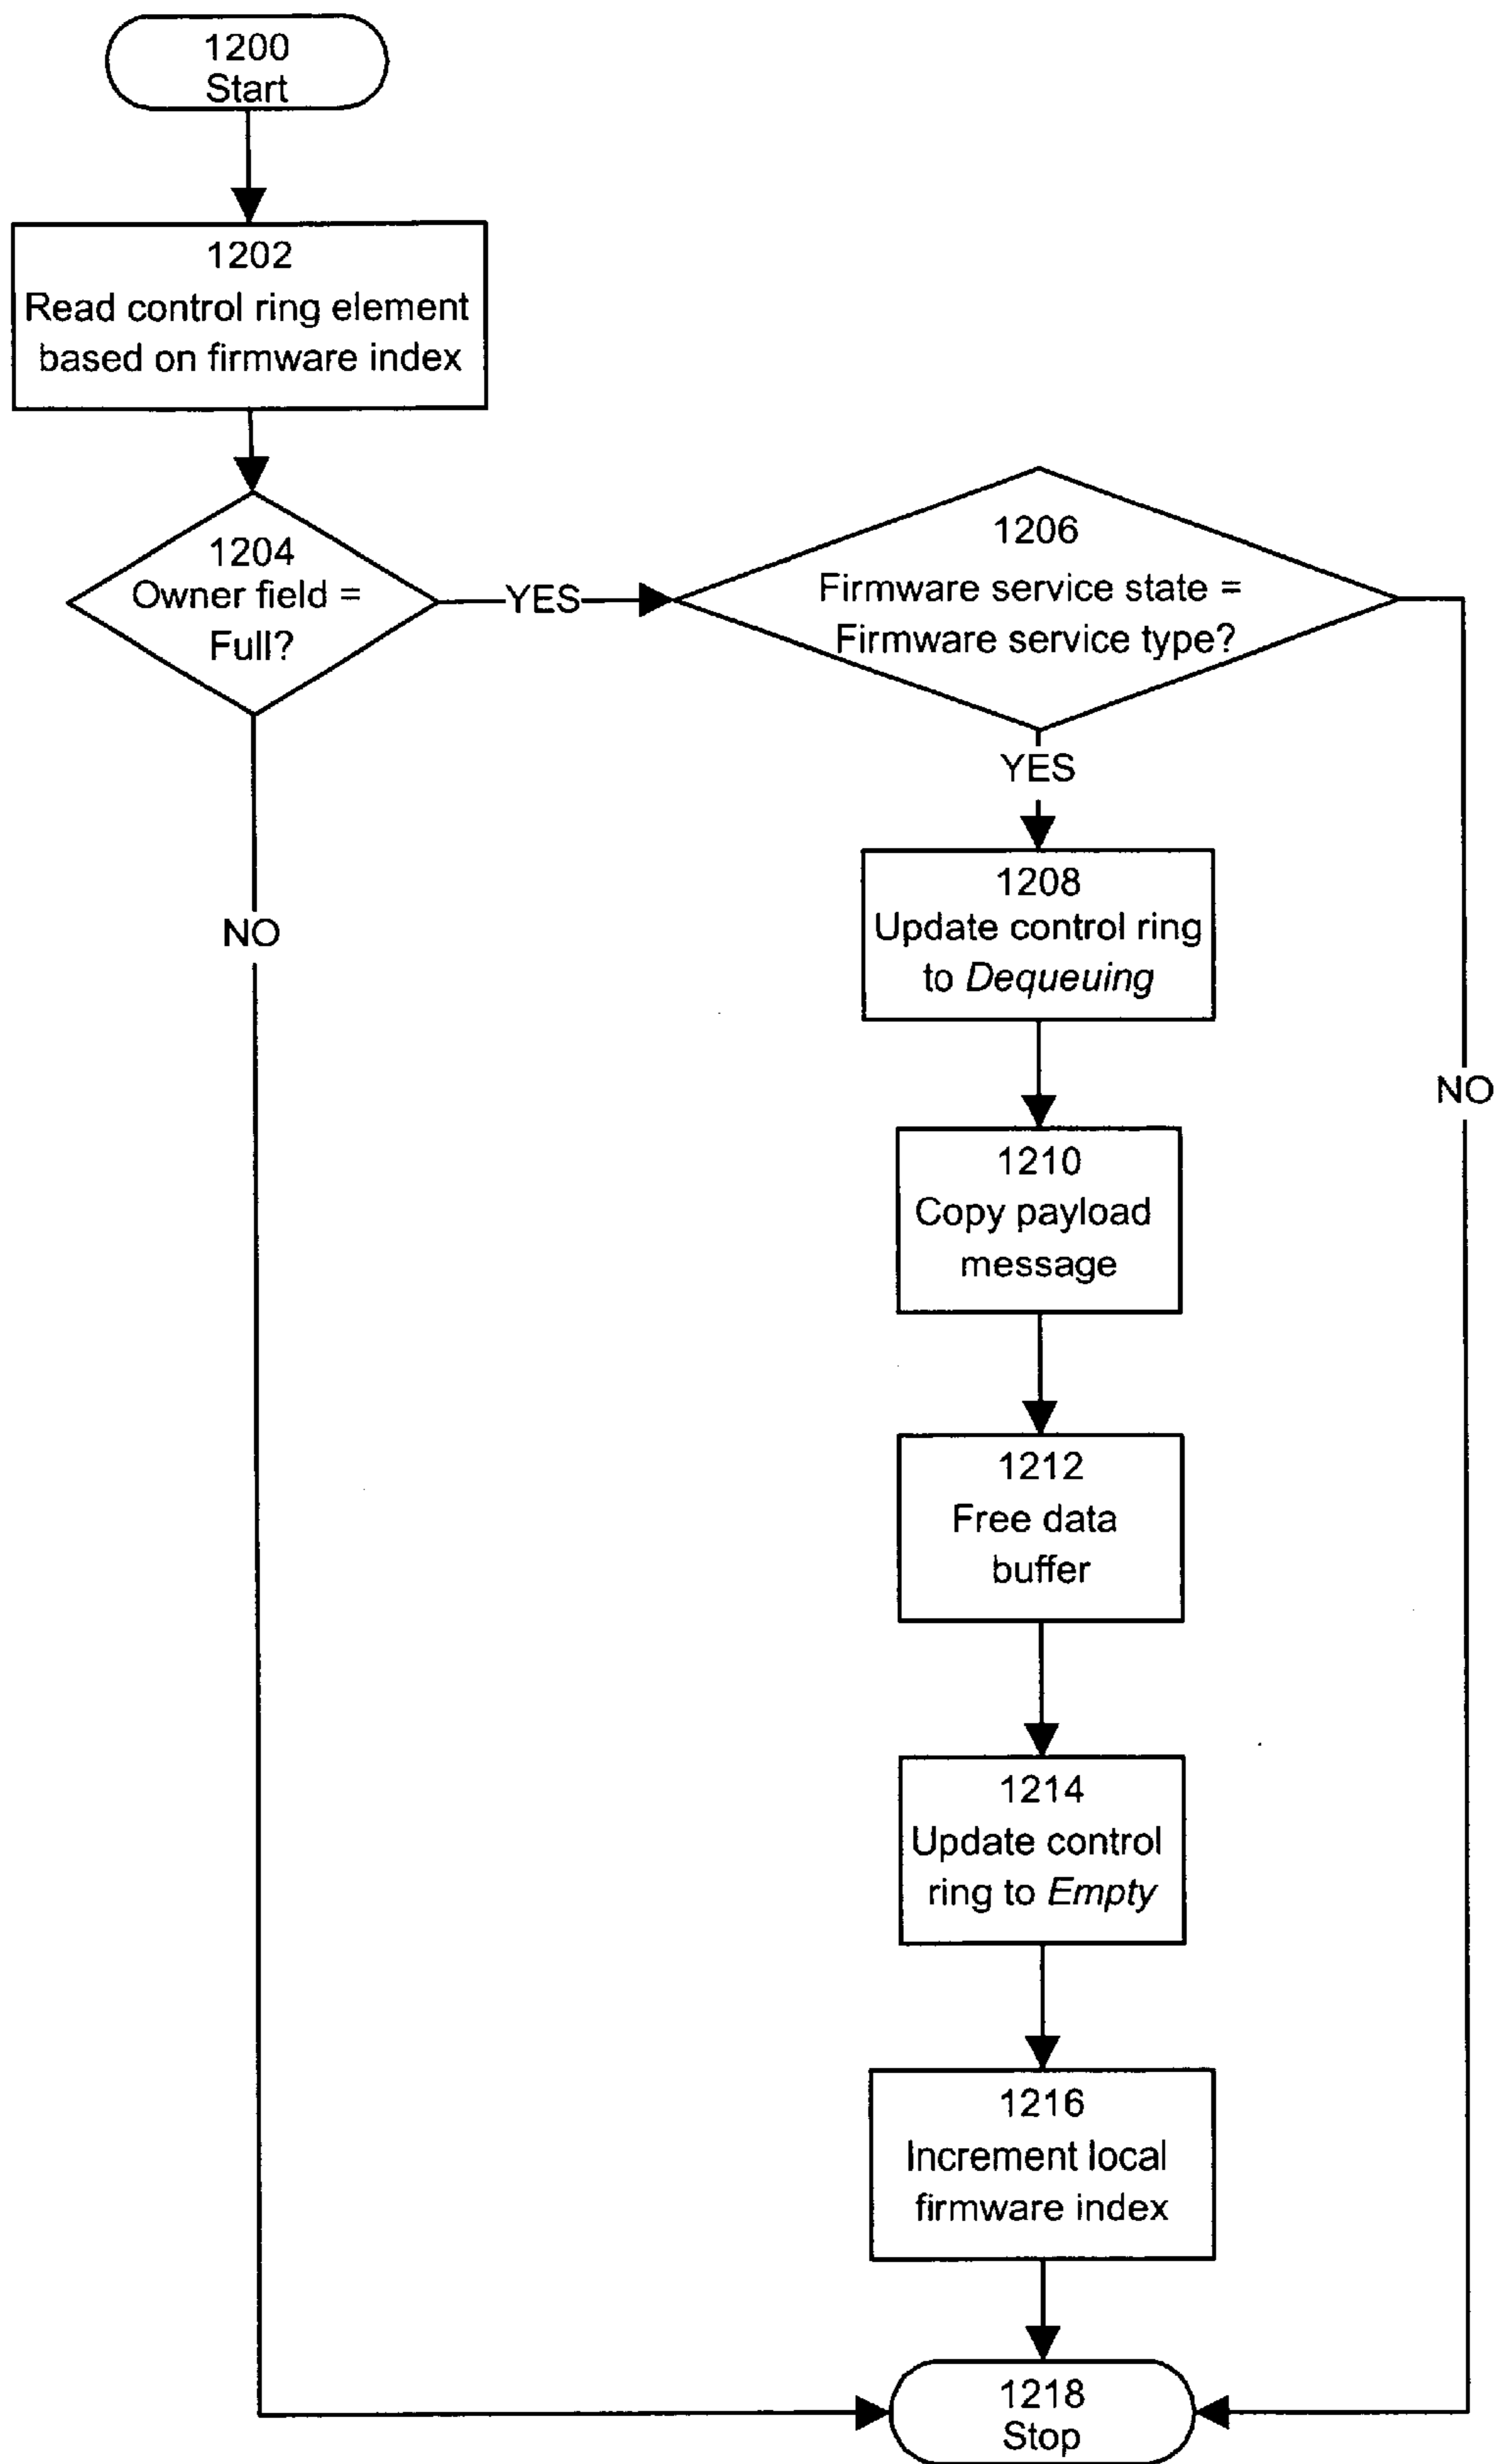 1200
Start
1202
Read control ring element
based on firmware index
1204
Owner field =
Full?
YES
1206
Firmware service state =
Firmware service type?
YES
1208
Update control ring
to Dequeuing
NO
NO
1210
Copy payload
message
1212
Free data
buffer
1214
Update control
ring to Empty
1216
Increment local
firmware index
1218
Stop